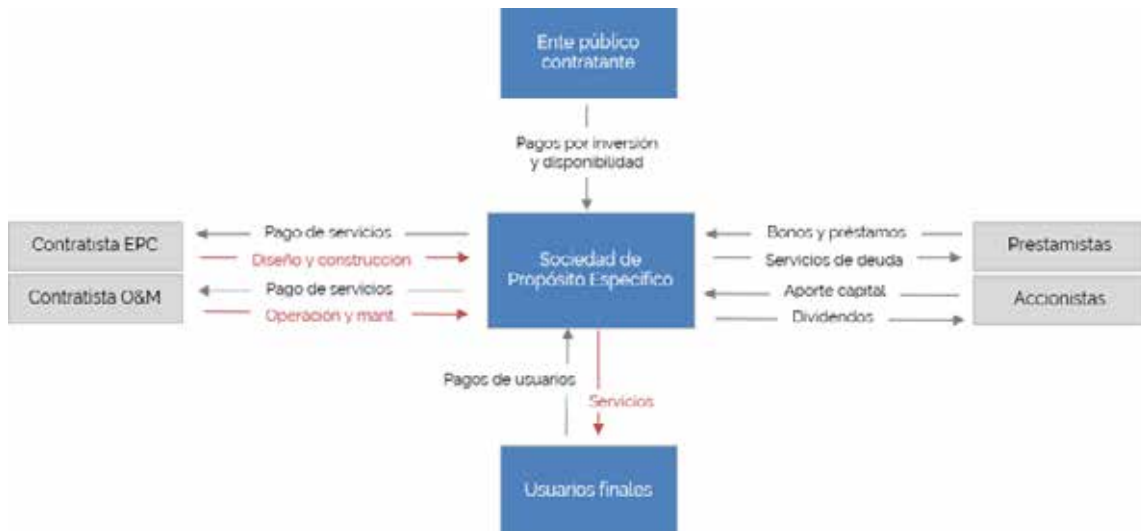 Ente público
contratante
Pagos por inversión
y disponibilidad
Contratista EPC
Pago de servicios
Diseño y construcción
Contratista O&M
Pago de servicios
Operación y mant.
Sociedad de
Propósito Específico
Bonos y préstamos
Servicios de deuda
Prestamistas
Aporte capital
Dividendos
Accionistas
Pagos de usuarios
Servicios
Usuarios finales